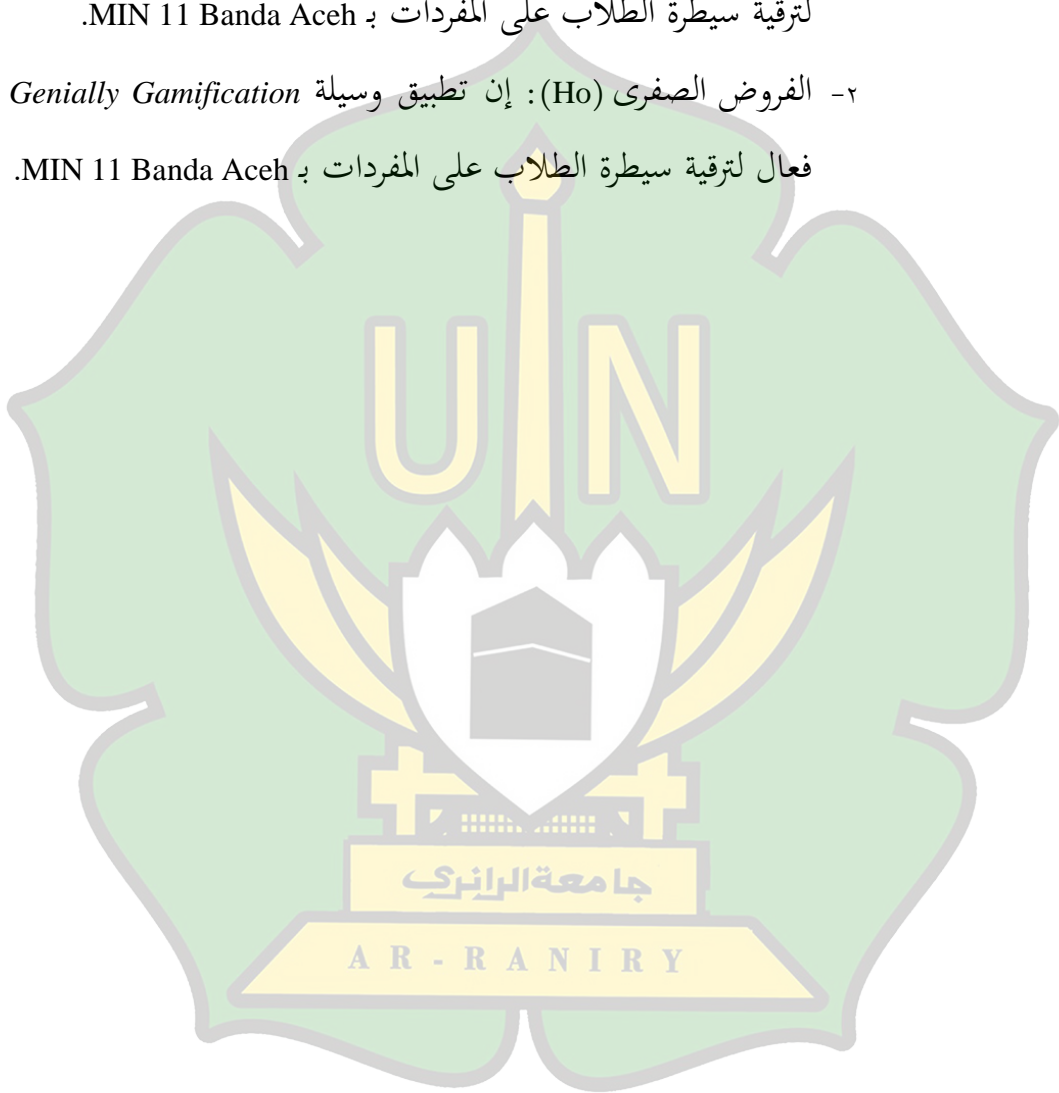 لترقية سيطرة الطلاب على المفردات بـ MIN 11 Banda Aceh.
٢- الفروض الصفرى (Ho): إن تطبيق وسيلة Genially Gamification
فعال لترقية سيطرة الطلاب على المفردات بـ MIN 11 Banda Aceh.
UIN
جامعة الرانري
AR-RANIRY